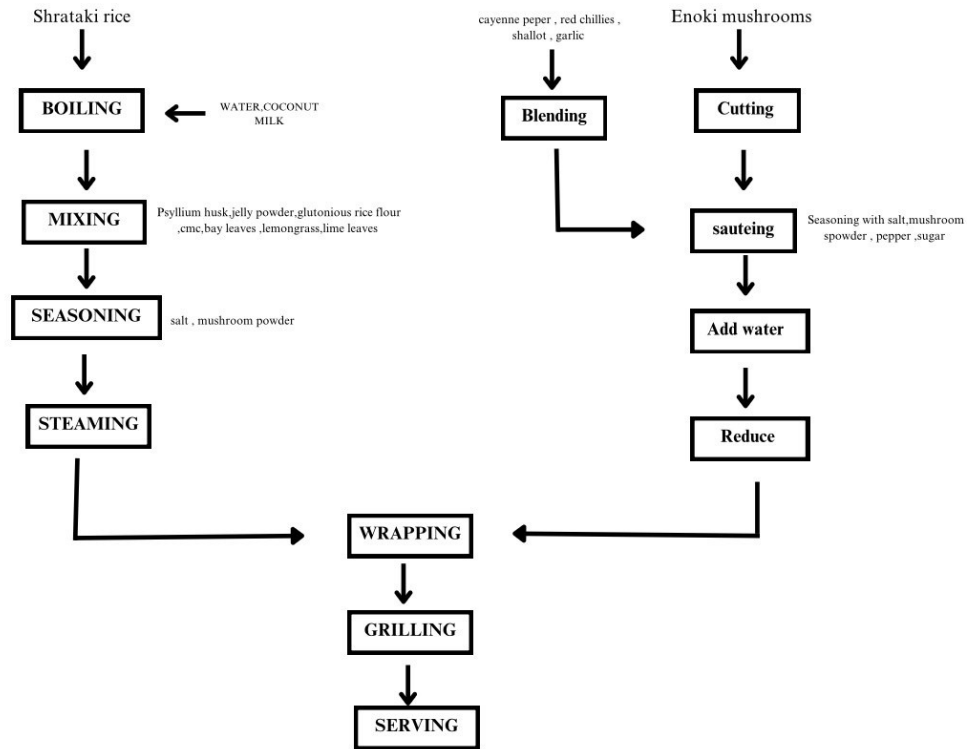 Shrataki rice
cayenne peper , red chillies ,
shallot , garlic
Enoki mushrooms
BOILING
WATER,COCONUT
MILK
Blending
Cutting
MIXING
Psyllium husk,jelly powder,glutonious rice flour
,cmc,bay leaves ,lemongrass,lime leaves
sauteing
Seasoning with salt,mushroom
spowder , pepper ,sugar
SEASONING
salt , mushroom powder
Add water
STEAMING
Reduce
WRAPPING
GRILLING
SERVING